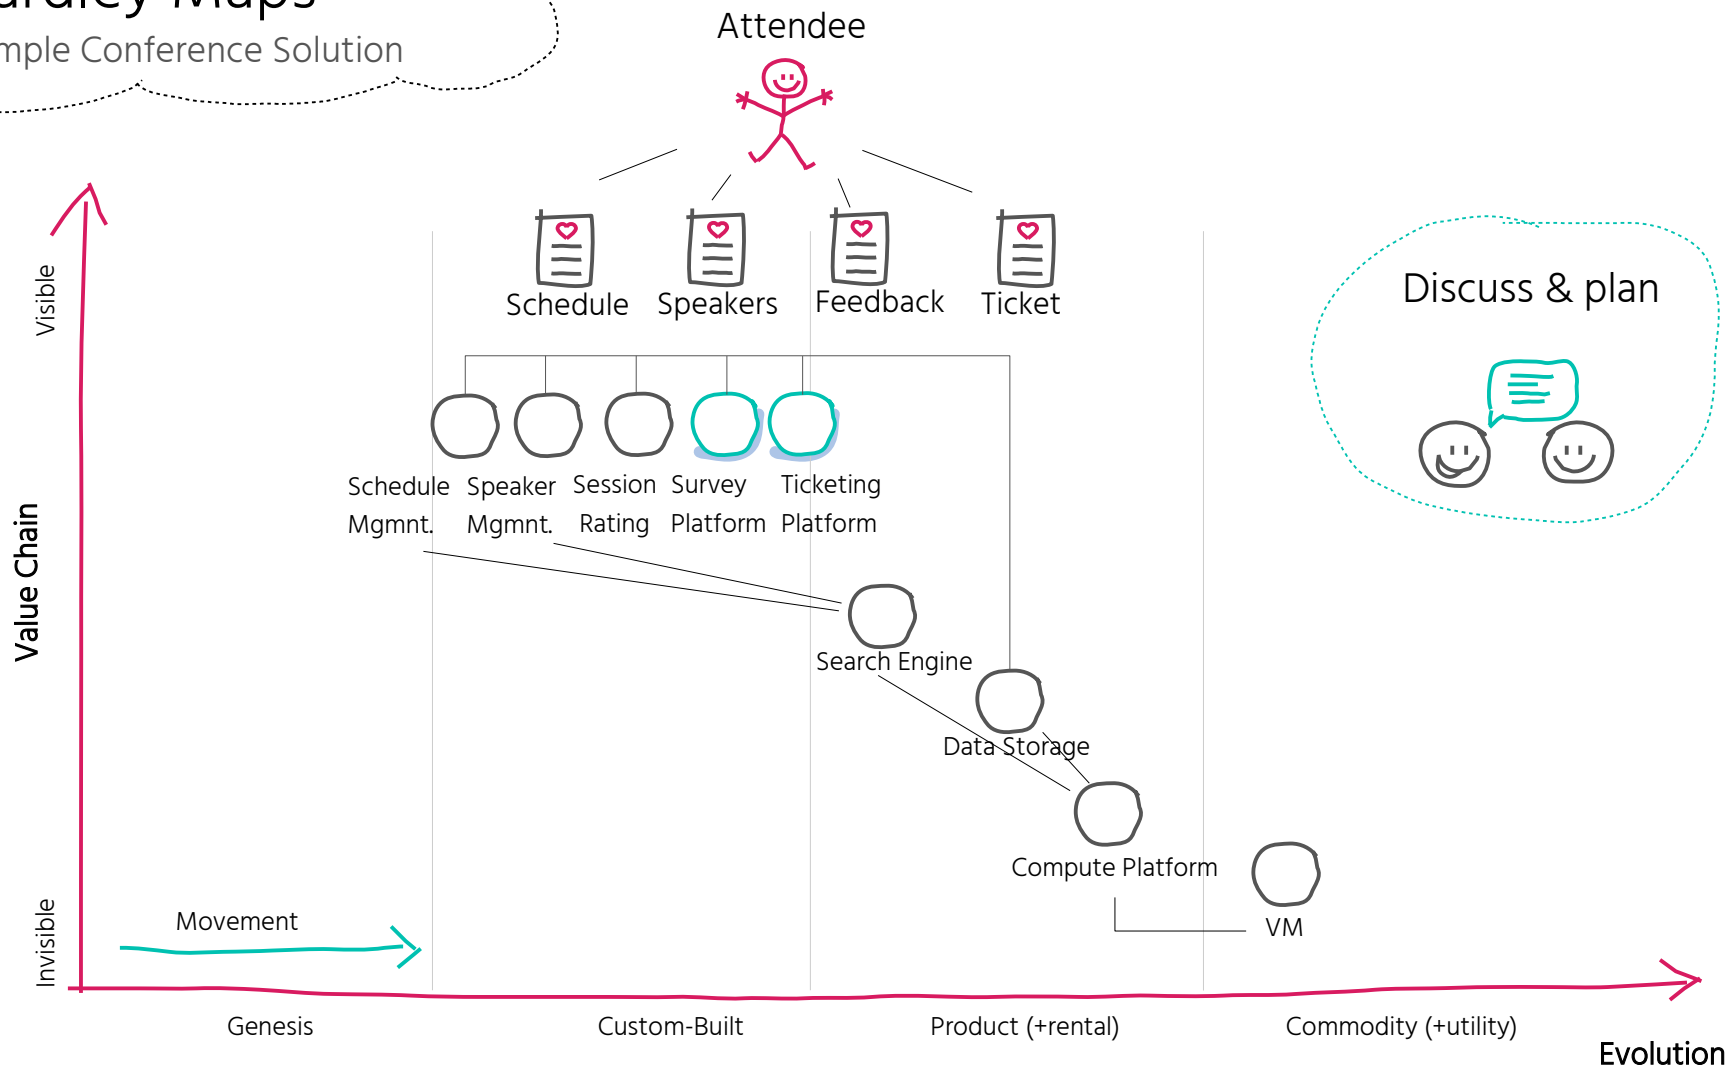 Maps
Conference Solution
Attendee
Schedule
Speakers
Feedback
Ticket
Discuss & plan
Visible
Value Chain
Invisible
Schedule
Mgmnt.
Speaker
Mgmnt.
Session
Rating
Survey
Platform
Ticketing
Platform
Search Engine
Data Storage
Compute Platform
VM
Movement
Genesis
Custom-Built
Product (+rental)
Commodity (+utility)
Evolution